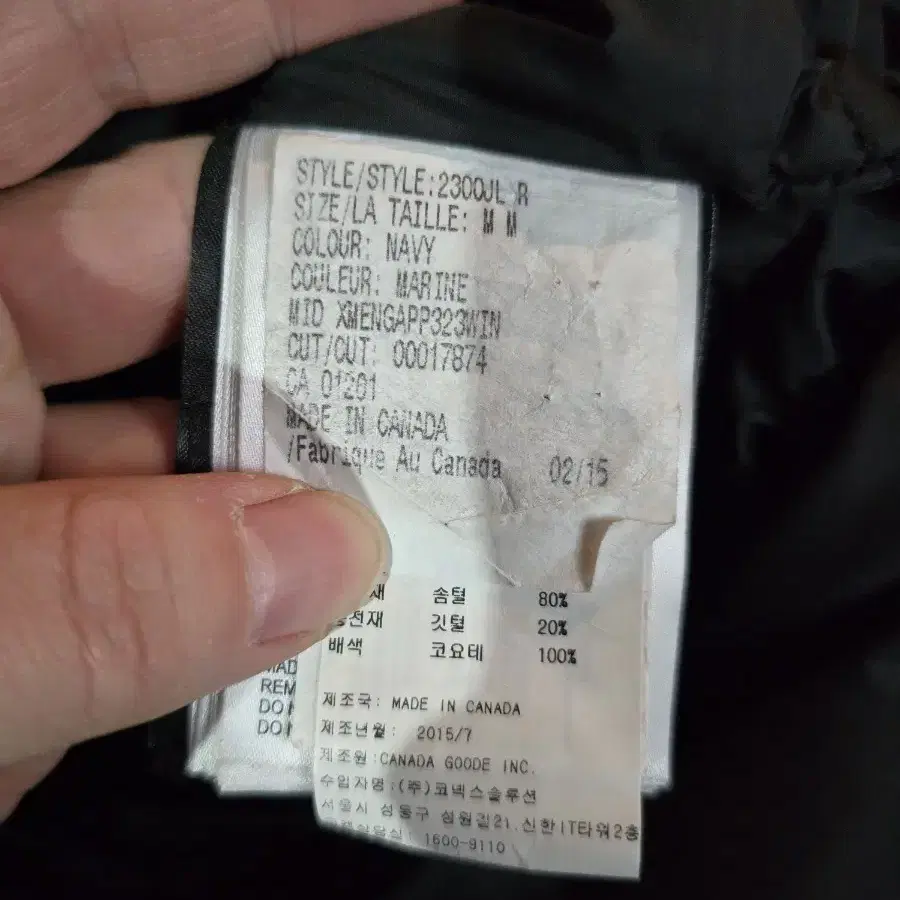 STYLE/STYLE:2300JL R
SIZE/LA TAILLE: M M
COLOUR: NAVY
COULEUR: MARINE
MID XMENGAPP323WIN
CUT/CUT: 00017874
CA 01201
MADE IN CANADA
/Fabrique Au Canada 02/15
솜털 80%
깃털 20%
배색 코요테 100%
제조국: MADE IN CANADA
제조년월: 2015/7
제조원:CANADA GOODE INC.
수입자명:(주)코넥스솔루션
서울시 성동구 성원길21.신한IT타워2층
1600-9110
REM
DO
DO